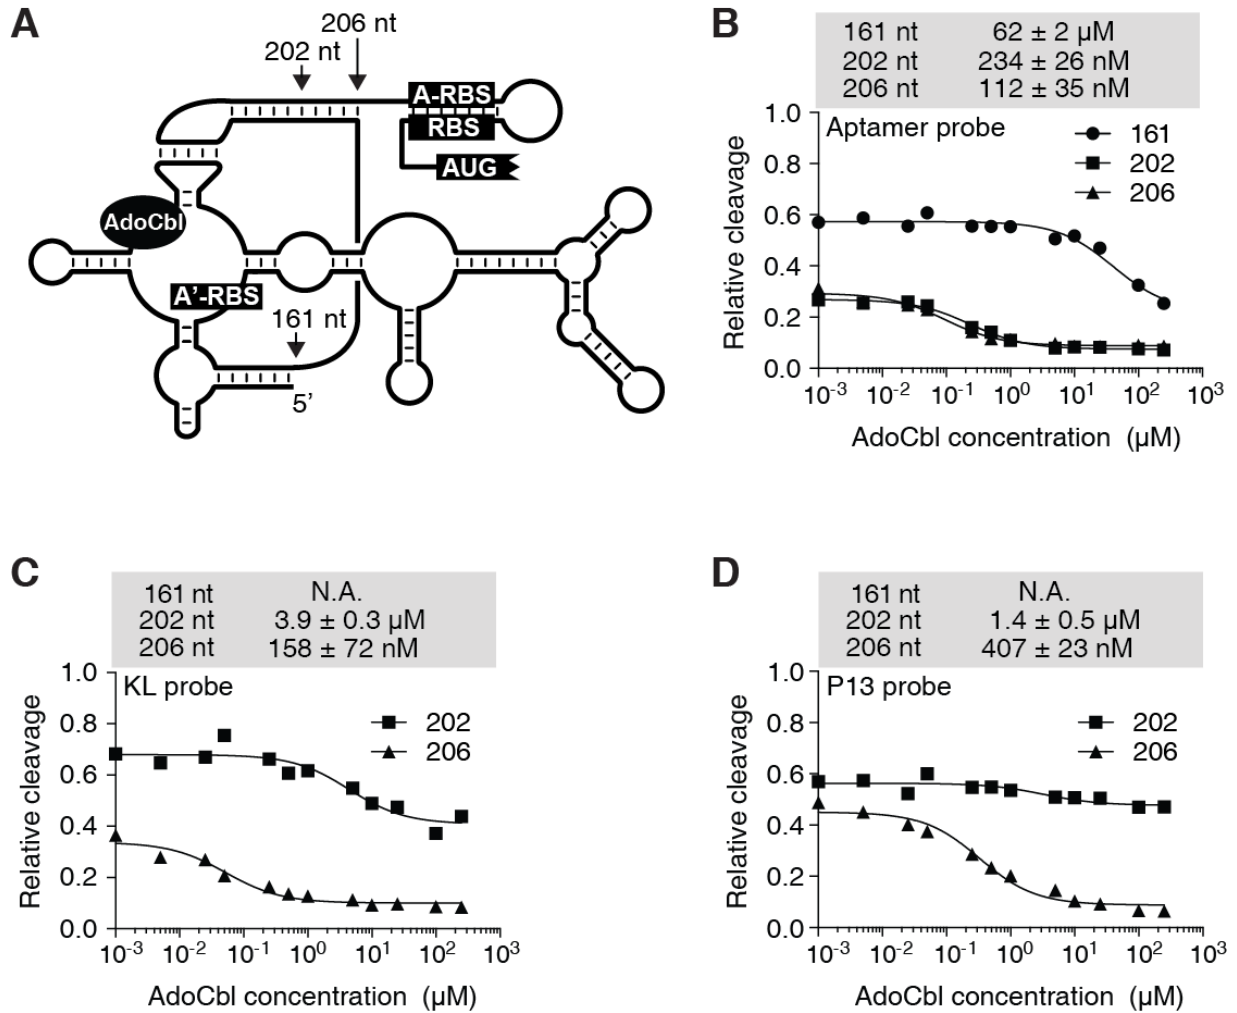 A
206 nt
202 nt
A-RBS
RBS
AUG
AdoCbl
A’-RBS
161 nt
5’
B
161 nt 62 ± 2 µM
202 nt 234 ± 26 nM
206 nt 112 ± 35 nM
Aptamer probe
161
202
206
1.0
0.8
0.6
0.4
0.2
0.0
Relative cleavage
10-3 10-2 10-1 100 101 102 103
AdoCbl concentration (µM)
C
161 nt N.A.
202 nt 3.9 ± 0.3 µM
206 nt 158 ± 72 nM
KL probe
202
206
1.0
0.8
0.6
0.4
0.2
0.0
Relative cleavage
10-3 10-2 10-1 100 101 102 103
AdoCbl concentration (µM)
D
161 nt N.A.
202 nt 1.4 ± 0.5 µM
206 nt 407 ± 23 nM
P13 probe
202
206
1.0
0.8
0.6
0.4
0.2
0.0
Relative cleavage
10-3 10-2 10-1 100 101 102 103
AdoCbl concentration (µM)